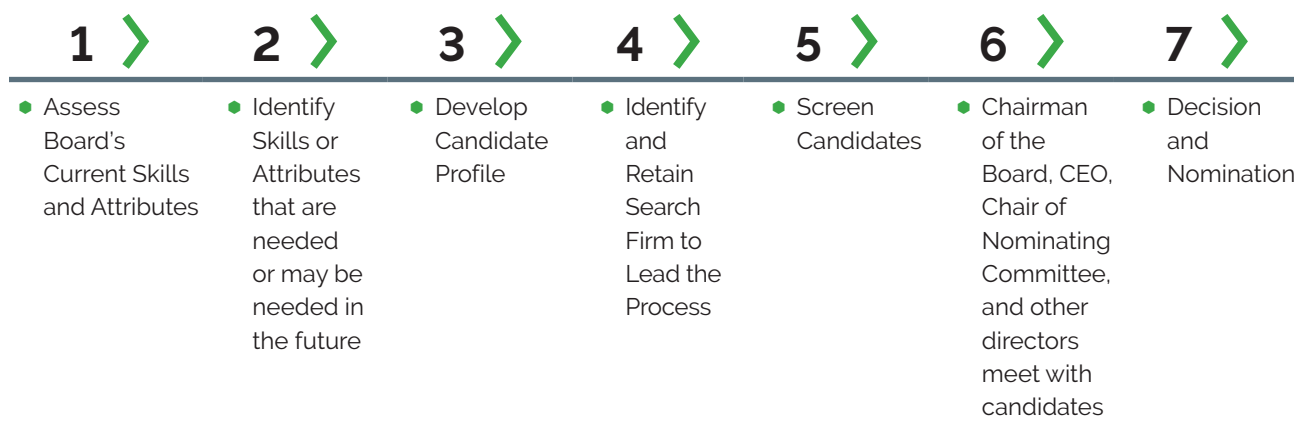 1
2
3
4
5
6
7
Assess
Board's
Current Skills
and Attributes
Identify
Skills or
Attributes
that are
needed
or may be
needed in
the future
Develop
Candidate
Profile
Identify
and
Retain
Search
Firm to
Lead the
Process
Screen
Candidates
Chairman
of the
Board, CEO,
Chair of
Nominating
Committee,
and other
directors
meet with
candidates
Decision
and
Nomination